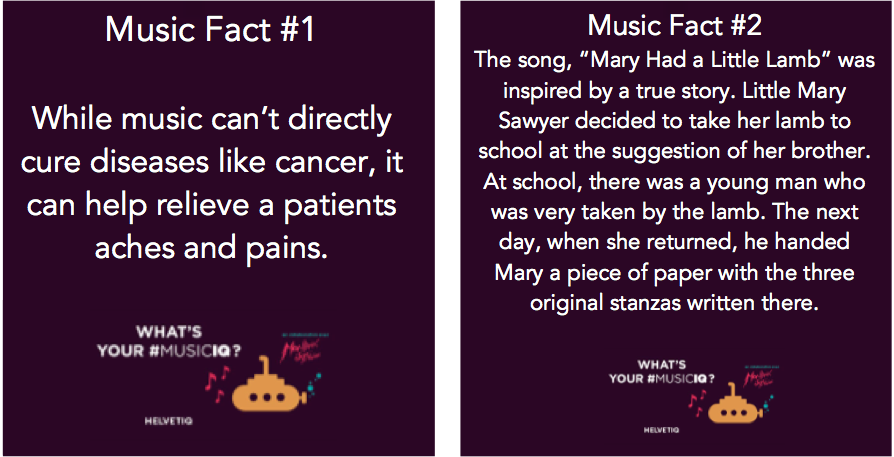 Music Fact #1
While music can’t directly
cure diseases like cancer, it
can help relieve a patients
aches and pains.
WHAT'S
YOUR #MUSICIQ?
HELVETIQ
Music Fact #2
The song, “Mary Had a Little Lamb” was
inspired by a true story. Little Mary
Sawyer decided to take her lamb to
school at the suggestion of her brother.
At school, there was a young man who
was very taken by the lamb. The next
day, when she returned, he handed
Mary a piece of paper with the three
original stanzas written there.
WHAT'S
YOUR #MUSICIQ?
HELVETIQ